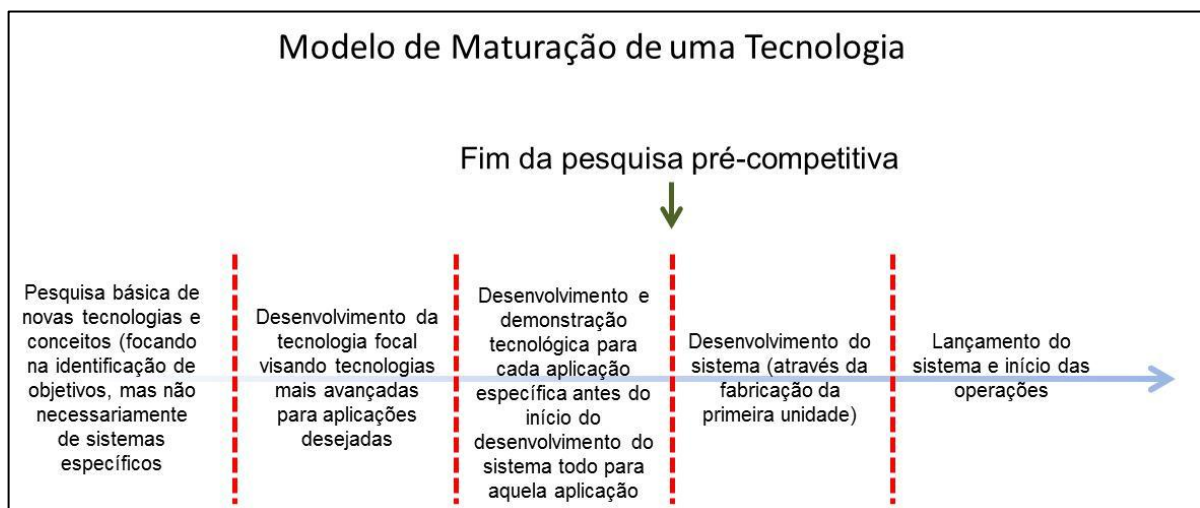 Modelo de Maturação de uma Tecnologia
Fim da pesquisa pré-competitiva
Pesquisa básica de
novas tecnologias e
conceitos (focando
na identificação de
objetivos, mas não
necessariamente
de sistemas
específicos
Desenvolvimento da
tecnologia focal
visando tecnologias
mais avançadas
para aplicações
desejadas
Desenvolvimento e
demonstração
tecnológica para
cada aplicação
específica antes do
início do
desenvolvimento do
sistema todo para
aquela aplicação
Desenvolvimento do
sistema (através da
fabricação da
primeira unidade)
Lançamento do
sistema e início das
operações